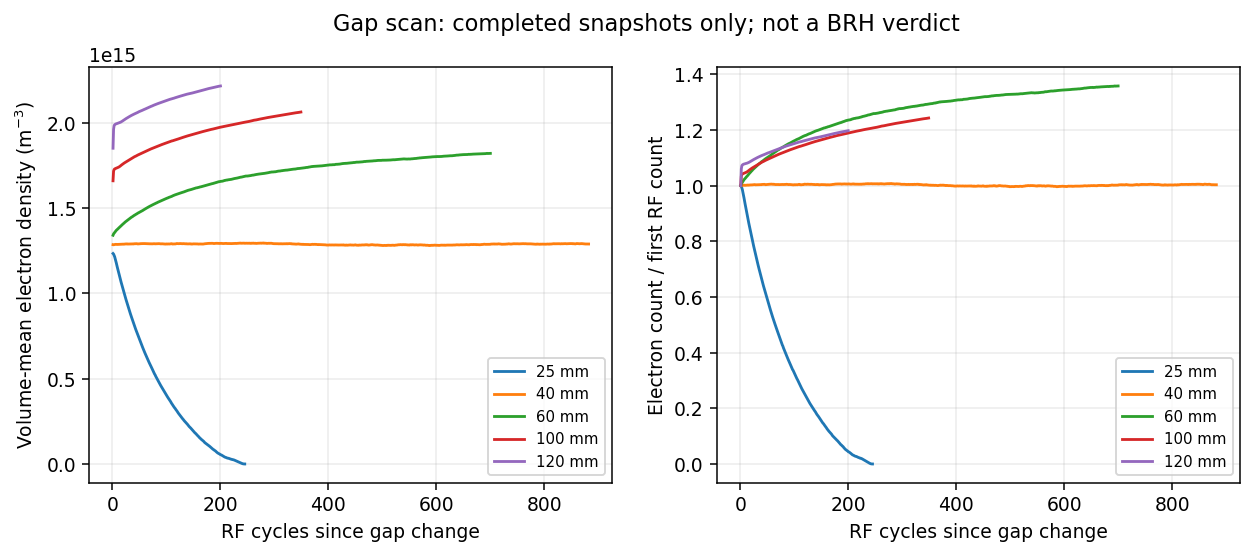 Gap scan: completed snapshots only; not a BRH verdict
1e15
Volume-mean electron density (m⁻³)
2.0
1.5
1.0
0.5
0.0
0
200
400
600
800
RF cycles since gap change
25 mm
40 mm
60 mm
100 mm
120 mm
Electron count / first RF count
1.4
1.2
1.0
0.8
0.6
0.4
0.2
0.0
0
200
400
600
800
RF cycles since gap change
25 mm
40 mm
60 mm
100 mm
120 mm